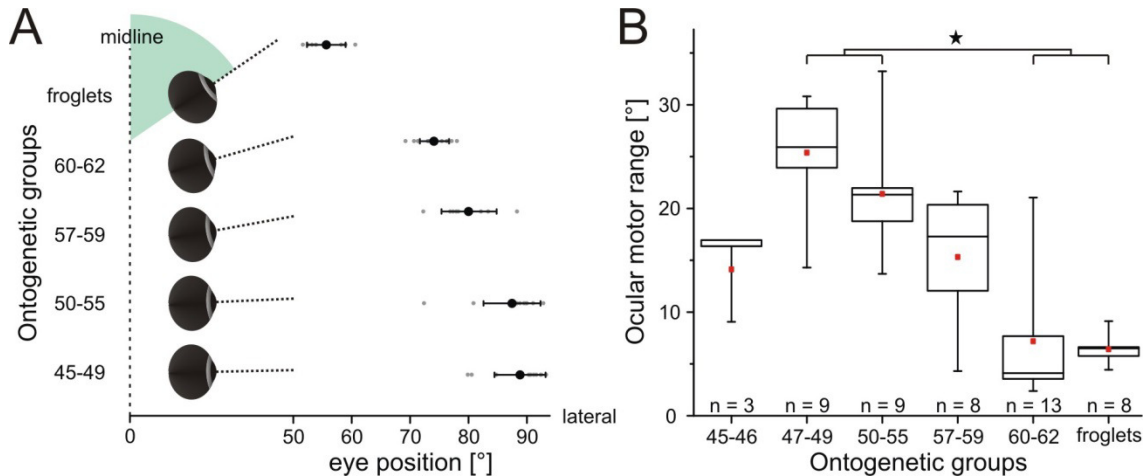 A
midline
froglets
60-62
57-59
50-55
45-49
Ontogenetic groups
lateral
0 50 60 70 80 90
eye position [°]
B
★
Ocular motor range [°]
30
20
10
0
n = 3 n = 9 n = 9 n = 8 n = 13 n = 8
45-46 47-49 50-55 57-59 60-62 froglets
Ontogenetic groups